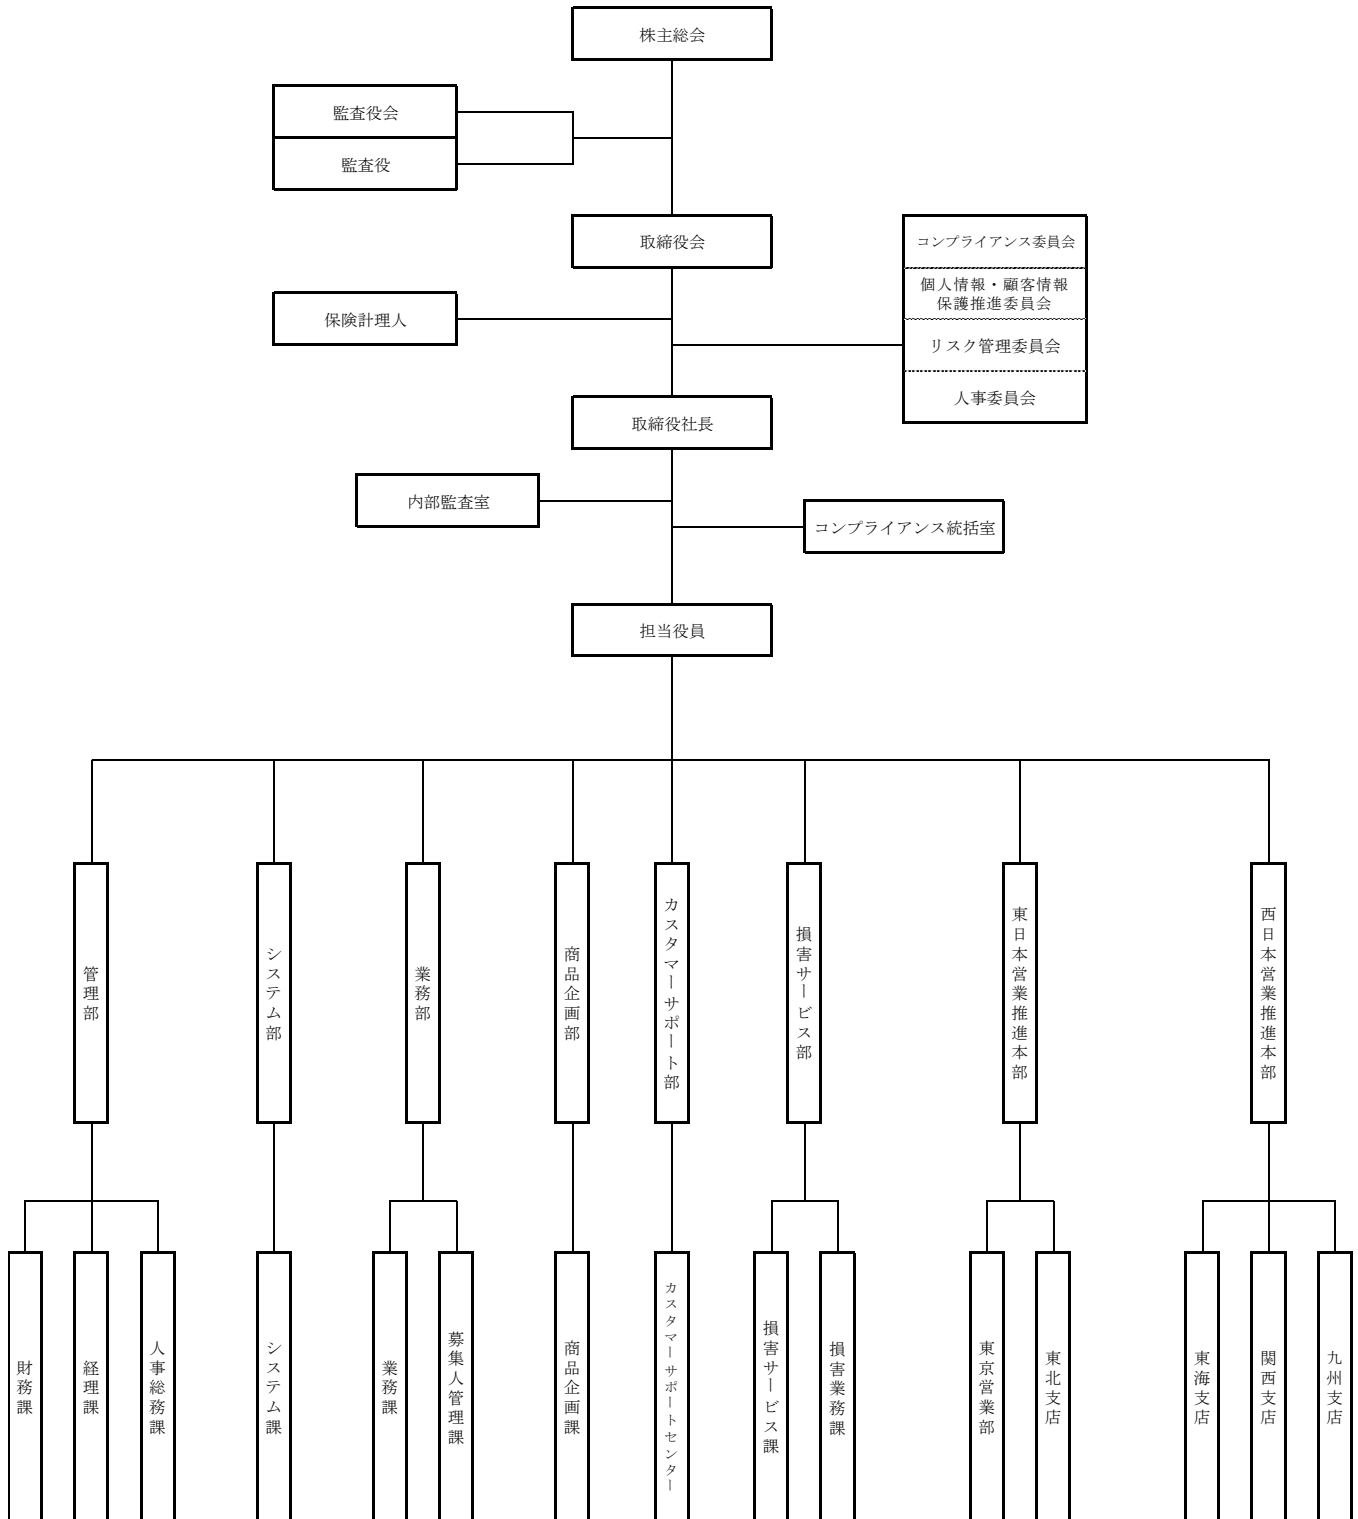 株主総会
監査役会
監査役
取締役会
コンプライアンス委員会
個人情報・顧客情報
保護推進委員会
リスク管理委員会
人事委員会
保険計理人
取締役社長
内部監査室
コンプライアンス統括室
担当役員
管理部
システム部
業務部
商品企画部
カスタマーサポート部
損害サービス部
東日本営業推進本部
西日本営業推進本部
財務課
経理課
人事総務課
システム課
業務課
募集人管理課
商品企画課
カスタマーサポートセンター
損害サービス課
損害業務課
東京営業部
東北支店
東海支店
関西支店
九州支店